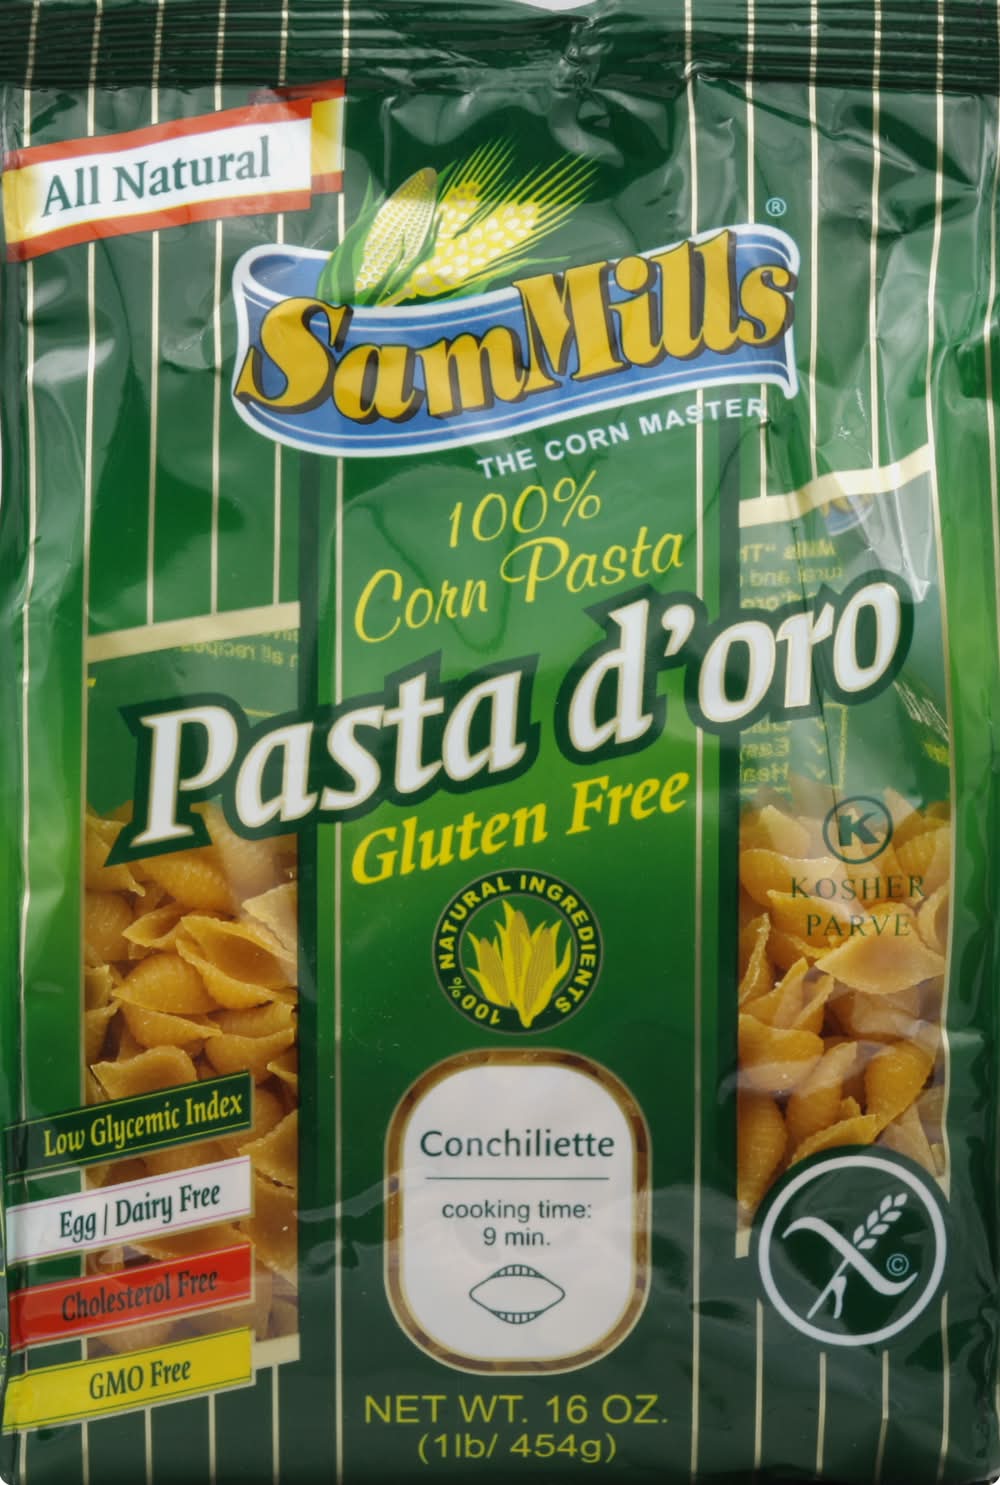 All Natural
SamMills®
THE CORN MASTER
100%
Corn Pasta
Pasta d'oro
Gluten Free
K
KOSHER
PARVE
100% NATURAL INGREDIENTS
Low Glycemic Index
Egg | Dairy Free
Cholesterol Free
GMO Free
Conchiliette
cooking time:
9 min.
©
NET WT. 16 OZ.
(1lb/ 454g)